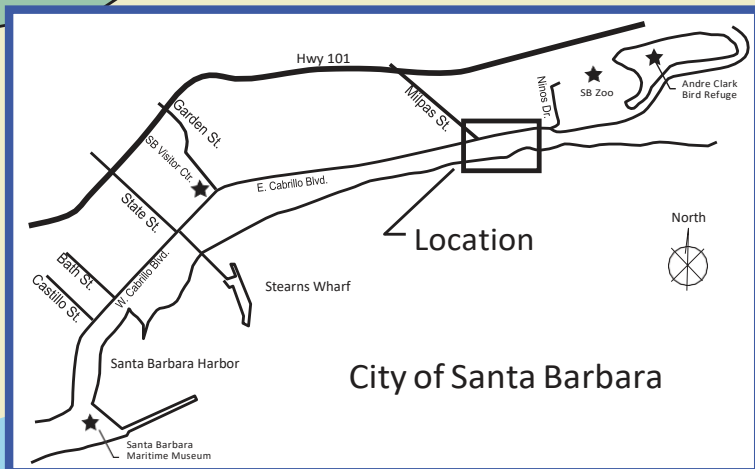 Hwy 101
Milpas St.
Ninos Dr.
SB Zoo
Andre Clark
Bird Refuge
Garden St.
SB Visitor Ctr.
E. Cabrillo Blvd.
State St.
Location
North
Bath St.
Castillo St.
W. Cabrillo Blvd.
Stearns Wharf
Santa Barbara Harbor
City of Santa Barbara
Santa Barbara
Maritime Museum